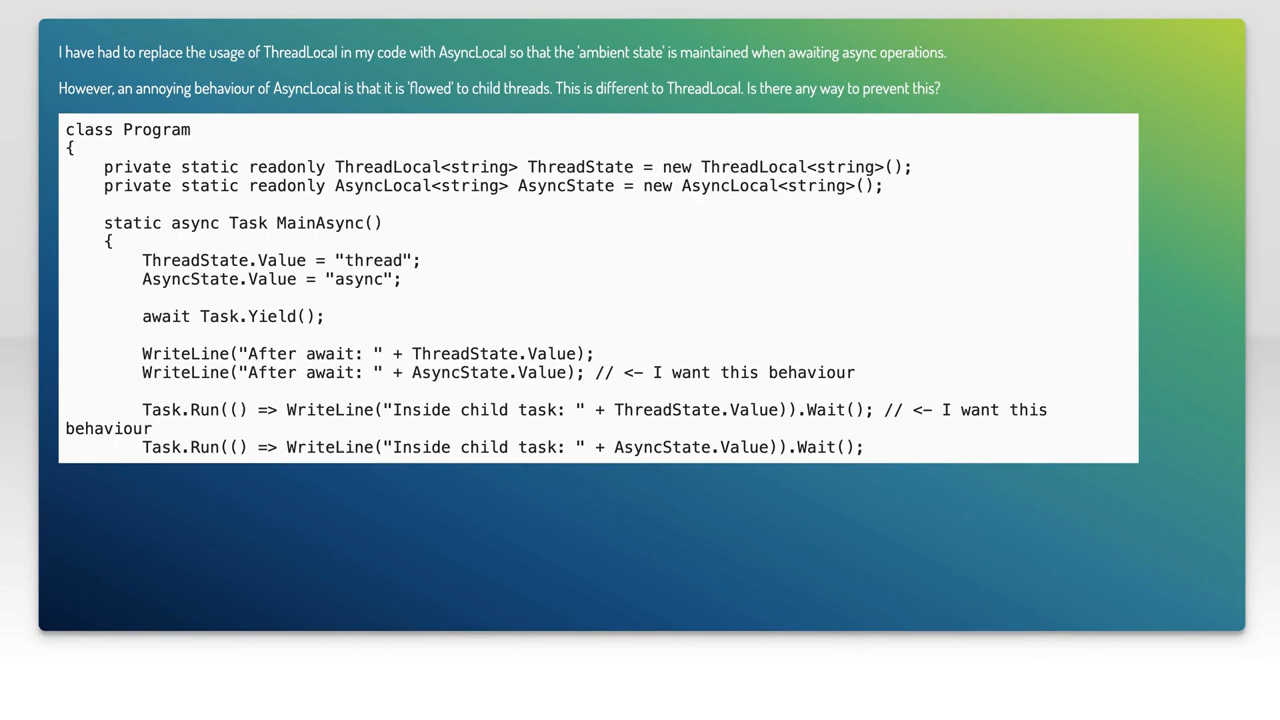 I have had to replace the usage of ThreadLocal in my code with AsyncLocal so that the 'ambient state' is maintained when awaiting async operations.
However, an annoying behaviour of AsyncLocal is that it is 'flowed' to child threads. This is different to ThreadLocal. Is there any way to prevent this?
class Program
{
    private static readonly ThreadLocal<string> ThreadState = new ThreadLocal<string>();
    private static readonly AsyncLocal<string> AsyncState = new AsyncLocal<string>();
    static async Task MainAsync()
    {
        ThreadState.Value = "thread";
        AsyncState.Value = "async";
        await Task.Yield();
        WriteLine("After await: " + ThreadState.Value);
        WriteLine("After await: " + AsyncState.Value); // <- I want this behaviour
        Task.Run(() => WriteLine("Inside child task: " + ThreadState.Value)).Wait(); // <- I want this
behaviour
        Task.Run(() => WriteLine("Inside child task: " + AsyncState.Value)).Wait();